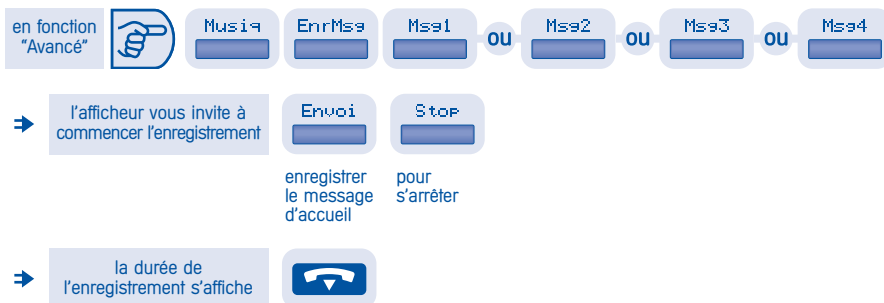 en fonction
"Avancé"
Musiq EnrMsg Msg1 ou Msg2 ou Msg3 ou Msg4
l'afficheur vous invite à
commencer l'enregistrement
Envoi Stop
enregistrer
le message
d'accueil
pour
s'arrêter
la durée de
l'enregistrement s'affiche